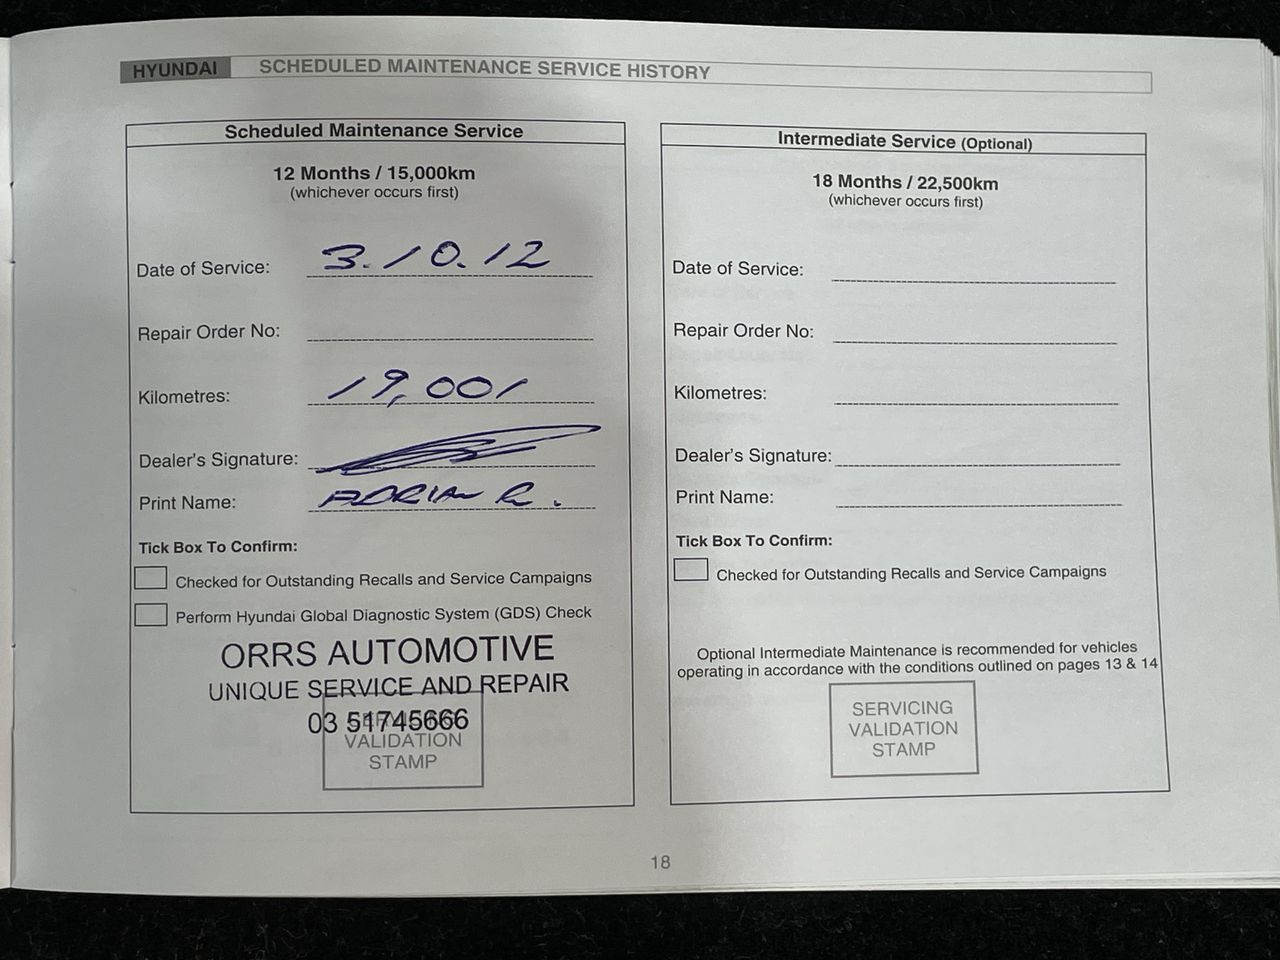 HYUNDAI SCHEDULED MAINTENANCE SERVICE HISTORY
Scheduled Maintenance Service
12 Months / 15,000km
(whichever occurs first)
Date of Service: 3.10.12
Repair Order No:
Kilometres: 19,001
Dealer's Signature:
Print Name: ADRIAN R.
Tick Box To Confirm:
Checked for Outstanding Recalls and Service Campaigns
Perform Hyundai Global Diagnostic System (GDS) Check
ORRS AUTOMOTIVE
UNIQUE SERVICE AND REPAIR
03 51745666
SERVICING
VALIDATION
STAMP
Intermediate Service (Optional)
18 Months / 22,500km
(whichever occurs first)
Date of Service:
Repair Order No:
Kilometres:
Dealer's Signature:
Print Name:
Tick Box To Confirm:
Checked for Outstanding Recalls and Service Campaigns
Optional Intermediate Maintenance is recommended for vehicles
operating in accordance with the conditions outlined on pages 13 & 14
SERVICING
VALIDATION
STAMP
18